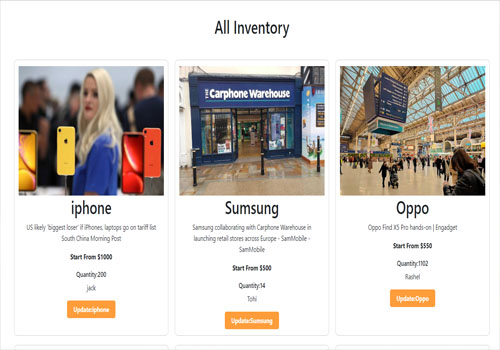 All Inventory
THE Carphone Warehouse
iphone
US likely 'biggest loser' if iPhones, laptops go on tariff list
South China Morning Post
Start From $1000
Quantity:200
jack
Update:iphone
Sumsung
Samsung collaborating with Carphone Warehouse in
launching retail stores across Europe - SamMobile -
SamMobile
Start From $500
Quantity:14
Tohi
Update:Sumsung
Oppo
Oppo Find X5 Pro hands-on | Engadget
Start From $550
Quantity:1102
Rashel
Update:Oppo